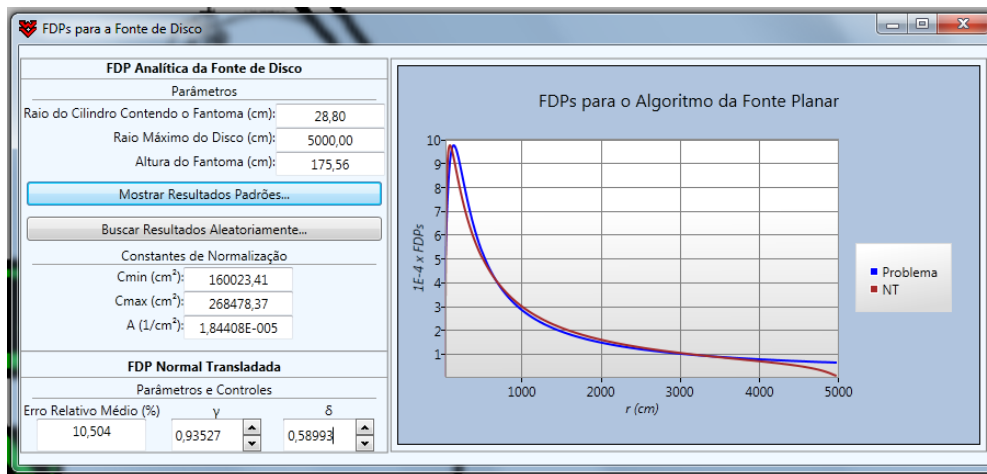 FDPs para a Fonte de Disco
FDP Analítica da Fonte de Disco
Parâmetros
Raio do Cilindro Contendo o Fantoma (cm): 28,80
Raio Máximo do Disco (cm): 5000,00
Altura do Fantoma (cm): 175,56
Mostrar Resultados Padrões...
Buscar Resultados Aleatoriamente...
Constantes de Normalização
Cmin (cm²): 160023,41
Cmax (cm²): 268478,37
A (1/cm²): 1,84408E-005
FDP Normal Transladada
Parâmetros e Controles
Erro Relativo Médio (%) γ δ
10,504 0,93527 0,58993
FDPs para o Algoritmo da Fonte Planar
1E-4 x FDPs
10
9
8
7
6
5
4
3
2
1
1000 2000 3000 4000 5000
r (cm)
Problema
NT